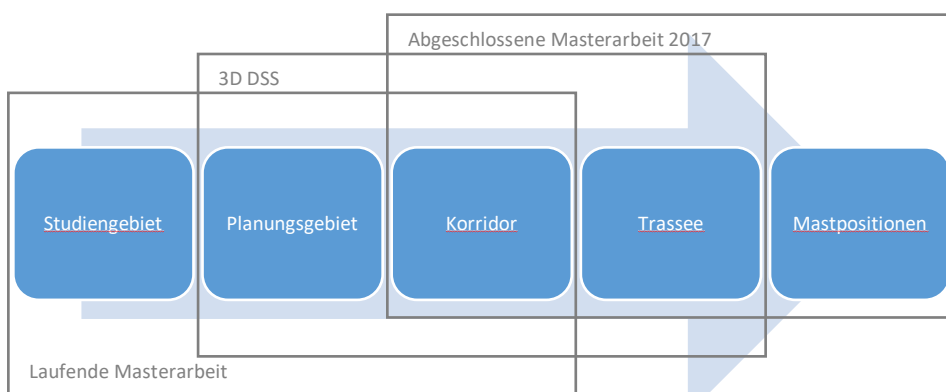 Abgeschlossene Masterarbeit 2017
3D DSS
Studiengebiet
Planungsgebiet
Korridor
Trassee
Mastpositionen
Laufende Masterarbeit